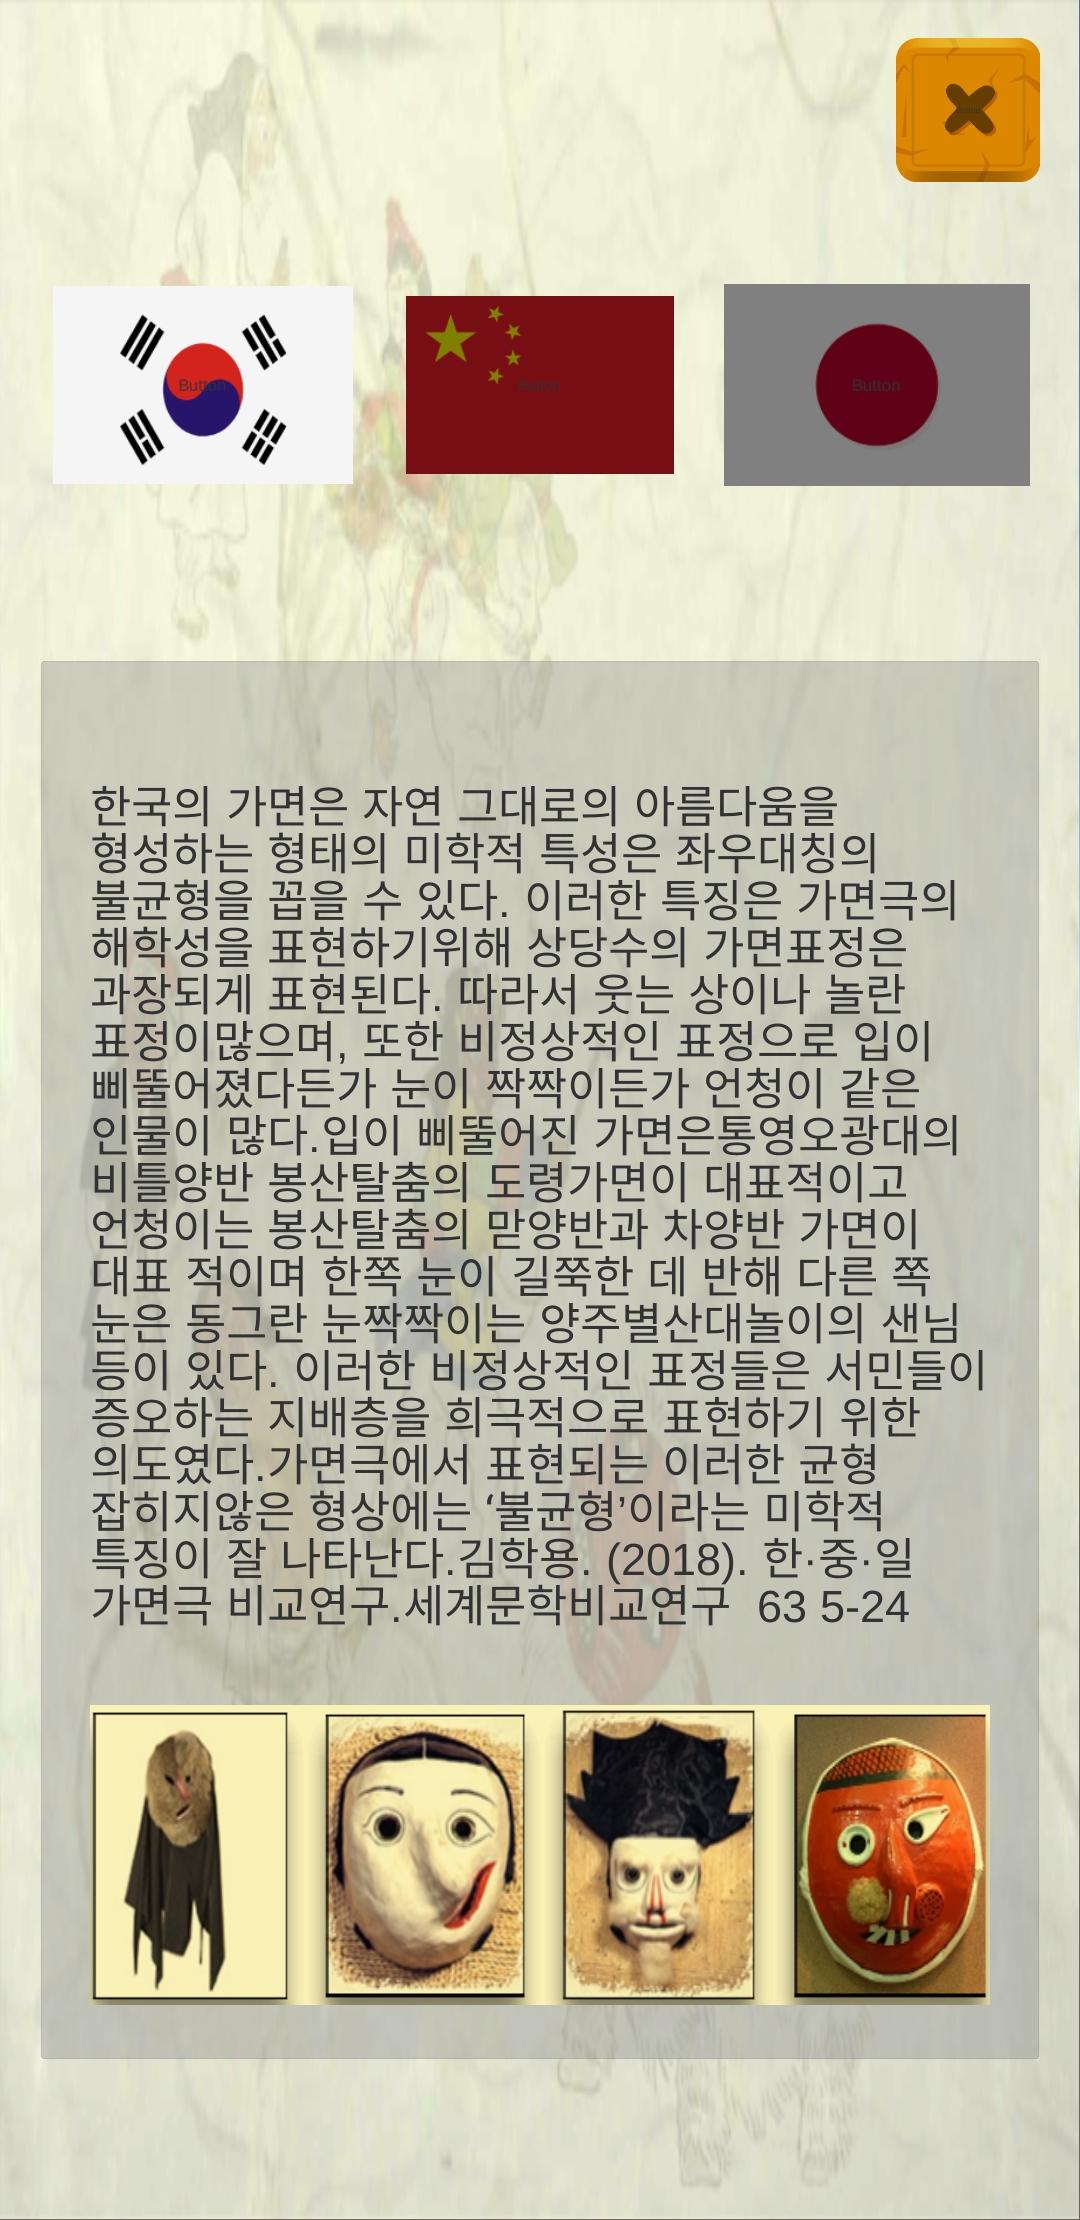 Button
Button
Button
한국의 가면은 자연 그대로의 아름다움을
형성하는 형태의 미학적 특성은 좌우대칭의
불균형을 꼽을 수 있다. 이러한 특징은 가면극의
해학성을 표현하기위해 상당수의 가면표정은
과장되게 표현된다. 따라서 웃는 상이나 놀란
표정이많으며, 또한 비정상적인 표정으로 입이
삐뚤어졌다든가 눈이 짝짝이든가 언청이 같은
인물이 많다.입이 삐뚤어진 가면은통영오광대의
비틀양반 봉산탈춤의 도령가면이 대표적이고
언청이는 봉산탈춤의 맏양반과 차양반 가면이
대표 적이며 한쪽 눈이 길쭉한 데 반해 다른 쪽
눈은 동그란 눈짝짝이는 양주별산대놀이의 샌님
등이 있다. 이러한 비정상적인 표정들은 서민들이
증오하는 지배층을 희극적으로 표현하기 위한
의도였다.가면극에서 표현되는 이러한 균형
잡히지않은 형상에는 ‘불균형’이라는 미학적
특징이 잘 나타난다.김학용. (2018). 한·중·일
가면극 비교연구.세계문학비교연구  63 5-24